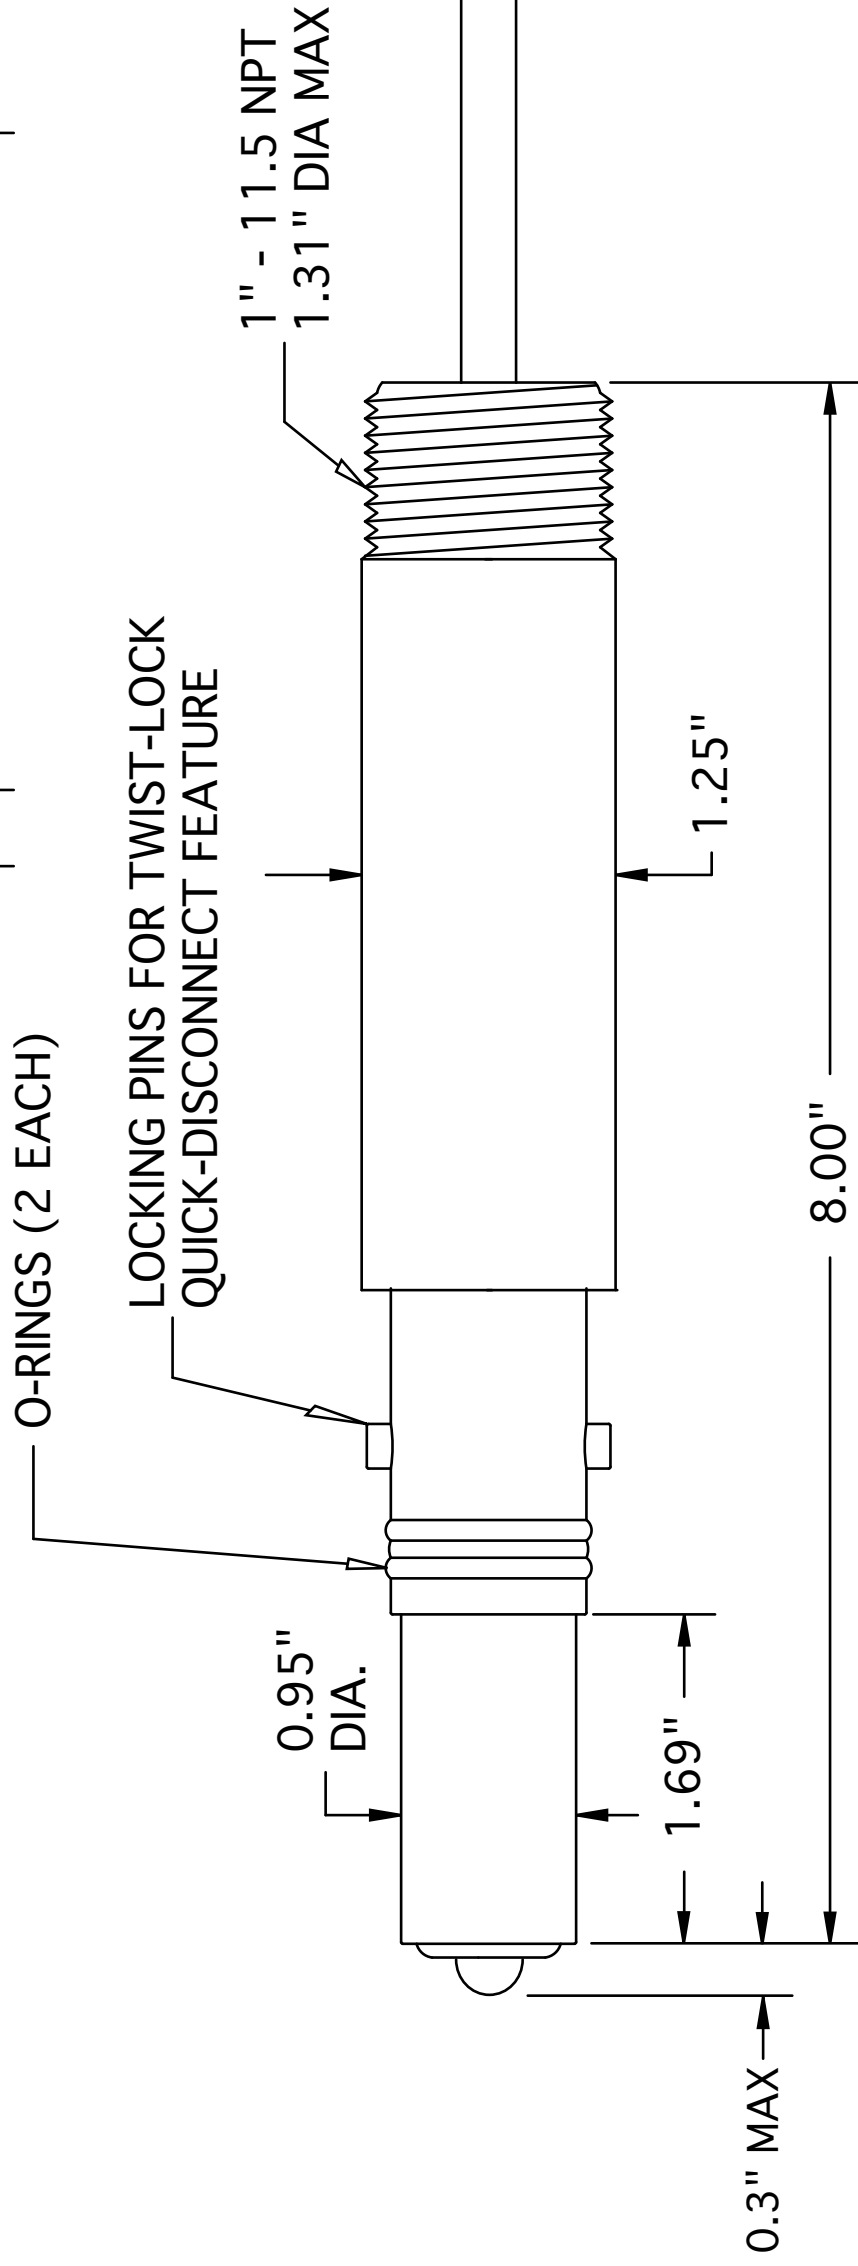 O-RINGS (2 EACH)
LOCKING PINS FOR TWIST-LOCK
QUICK-DISCONNECT FEATURE
1" - 11.5 NPT
1.31" DIA MAX
0.95"
DIA.
1.25"
1.69"
0.3" MAX
8.00"